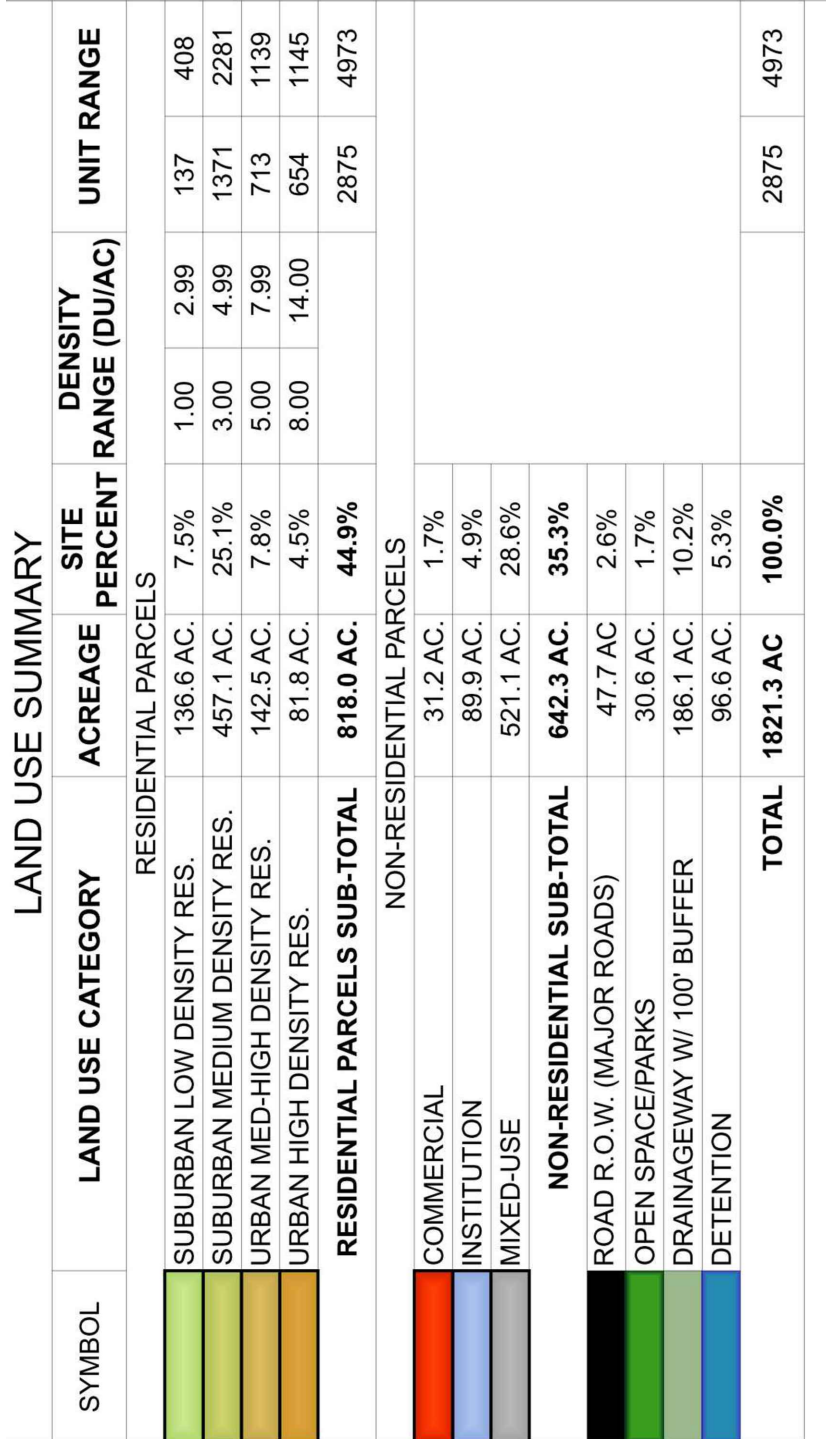 LAND USE SUMMARY
SYMBOL LAND USE CATEGORY ACREAGE SITE PERCENT DENSITY RANGE (DU/AC) UNIT RANGE
RESIDENTIAL PARCELS
SUBURBAN LOW DENSITY RES. 136.6 AC. 7.5% 1.00 2.99 137 408
SUBURBAN MEDIUM DENSITY RES. 457.1 AC. 25.1% 3.00 4.99 1371 2281
URBAN MED-HIGH DENSITY RES. 142.5 AC. 7.8% 5.00 7.99 713 1139
URBAN HIGH DENSITY RES. 81.8 AC. 4.5% 8.00 14.00 654 1145
RESIDENTIAL PARCELS SUB-TOTAL 818.0 AC. 44.9% 2875 4973
NON-RESIDENTIAL PARCELS
COMMERCIAL 31.2 AC. 1.7%
INSTITUTION 89.9 AC. 4.9%
MIXED-USE 521.1 AC. 28.6%
NON-RESIDENTIAL SUB-TOTAL 642.3 AC. 35.3%
ROAD R.O.W. (MAJOR ROADS) 47.7 AC 2.6%
OPEN SPACE/PARKS 30.6 AC. 1.7%
DRAINAGEWAY W/ 100' BUFFER 186.1 AC. 10.2%
DETENTION 96.6 AC. 5.3%
TOTAL 1821.3 AC 100.0% 2875 4973